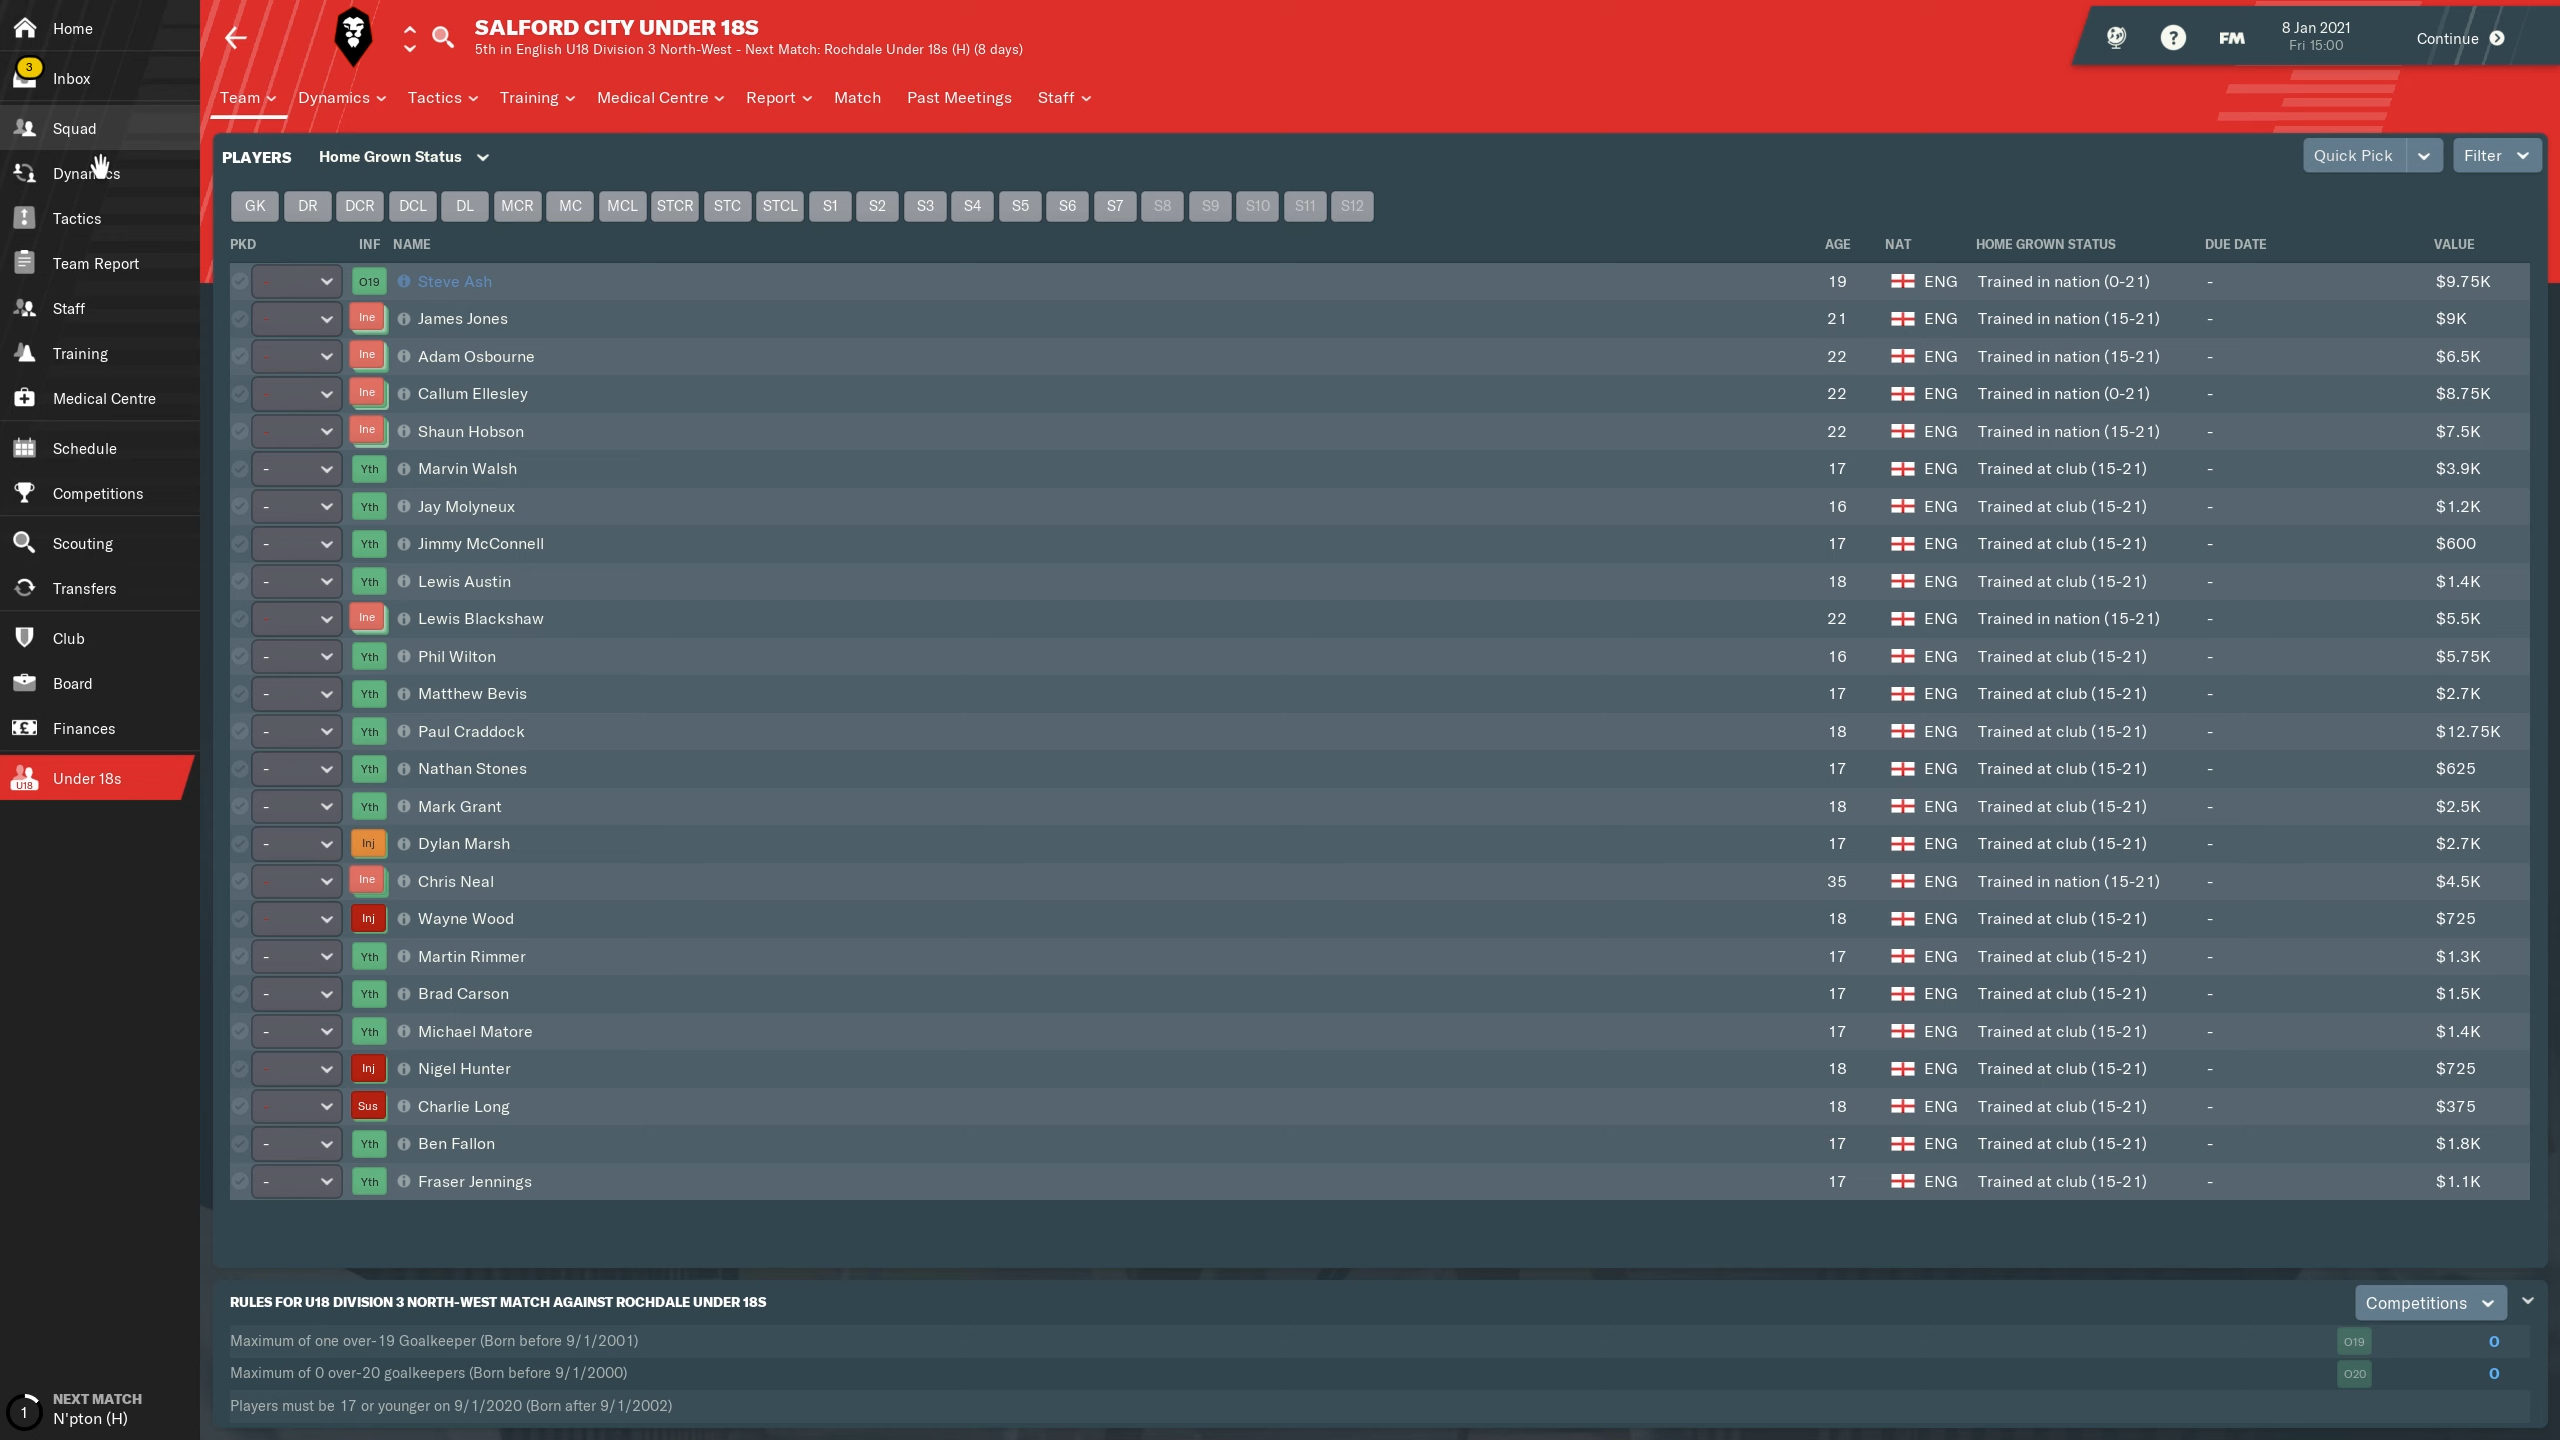 Home
3
Inbox
Squad
Dynamics
Tactics
Team Report
Staff
Training
Medical Centre
Schedule
Competitions
Scouting
Transfers
Club
Board
Finances
U18 Under 18s
1 NEXT MATCH
N'pton (H)
SALFORD CITY UNDER 18S
5th in English U18 Division 3 North-West - Next Match: Rochdale Under 18s (H) (8 days)
? FM 8 Jan 2021 Continue
Fri 15:00
Team Dynamics Tactics Training Medical Centre Report Match Past Meetings Staff
PLAYERS Home Grown Status Quick Pick Filter
GK DR DCR DCL DL MCR MC MCL STCR STC STCL S1 S2 S3 S4 S5 S6 S7 S8 S9 S10 S11 S12
PKD INF NAME AGE NAT HOME GROWN STATUS DUE DATE VALUE
- O19 Steve Ash 19 ENG Trained in nation (0-21) - $9.75K
- Ine James Jones 21 ENG Trained in nation (15-21) - $9K
- Ine Adam Osbourne 22 ENG Trained in nation (15-21) - $6.5K
- Ine Callum Ellesley 22 ENG Trained in nation (0-21) - $8.75K
- Ine Shaun Hobson 22 ENG Trained in nation (15-21) - $7.5K
- Yth Marvin Walsh 17 ENG Trained at club (15-21) - $3.9K
- Yth Jay Molyneux 16 ENG Trained at club (15-21) - $1.2K
- Yth Jimmy McConnell 17 ENG Trained at club (15-21) - $600
- Yth Lewis Austin 18 ENG Trained at club (15-21) - $1.4K
- Ine Lewis Blackshaw 22 ENG Trained in nation (15-21) - $5.5K
- Yth Phil Wilton 16 ENG Trained at club (15-21) - $5.75K
- Yth Matthew Bevis 17 ENG Trained at club (15-21) - $2.7K
- Yth Paul Craddock 18 ENG Trained at club (15-21) - $12.75K
- Yth Nathan Stones 17 ENG Trained at club (15-21) - $625
- Yth Mark Grant 18 ENG Trained at club (15-21) - $2.5K
- Inj Dylan Marsh 17 ENG Trained at club (15-21) - $2.7K
- Ine Chris Neal 35 ENG Trained in nation (15-21) - $4.5K
- Inj Wayne Wood 18 ENG Trained at club (15-21) - $725
- Yth Martin Rimmer 17 ENG Trained at club (15-21) - $1.3K
- Yth Brad Carson 17 ENG Trained at club (15-21) - $1.5K
- Yth Michael Matore 17 ENG Trained at club (15-21) - $1.4K
- Inj Nigel Hunter 18 ENG Trained at club (15-21) - $725
- Sus Charlie Long 18 ENG Trained at club (15-21) - $375
- Yth Ben Fallon 17 ENG Trained at club (15-21) - $1.8K
- Yth Fraser Jennings 17 ENG Trained at club (15-21) - $1.1K
RULES FOR U18 DIVISION 3 NORTH-WEST MATCH AGAINST ROCHDALE UNDER 18S Competitions
Maximum of one over-19 Goalkeeper (Born before 9/1/2001) O19 0
Maximum of 0 over-20 goalkeepers (Born before 9/1/2000) O20 0
Players must be 17 or younger on 9/1/2020 (Born after 9/1/2002)